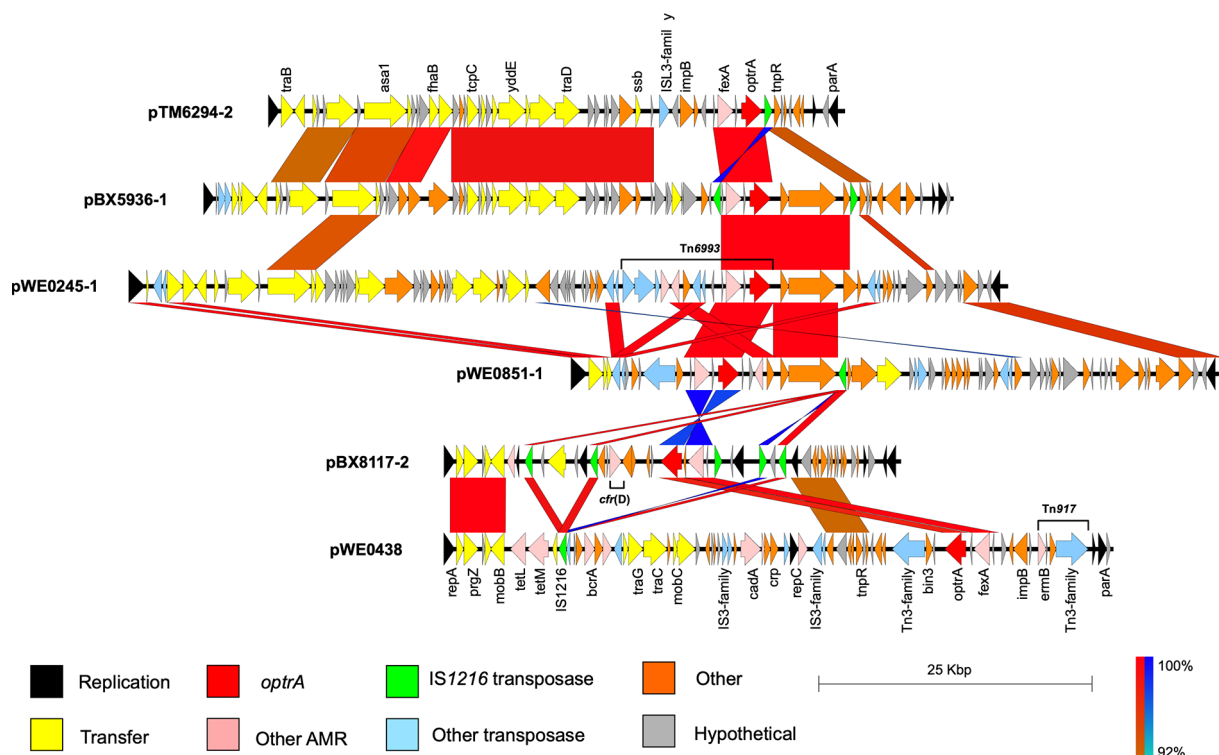 traB asa1 fhaB tcpC yddE traD ssb ISL3-famil y impB fexA optrA tnpR parA
pTM6294-2
pBX5936-1
Tn6993
pWE0245-1
pWE0851-1
pBX8117-2
cfr(D)
Tn917
pWE0438
repA prgZ mobB tetL tetM IS1216 bcrA traG traC mobC IS3-family cadA crp repC IS3-family tnpR Tn3-family bin3 optrA fexA impB ermB Tn3-family parA
Replication optrA IS1216 transposase Other
25 Kbp
100%
Transfer Other AMR Other transposase Hypothetical
92%